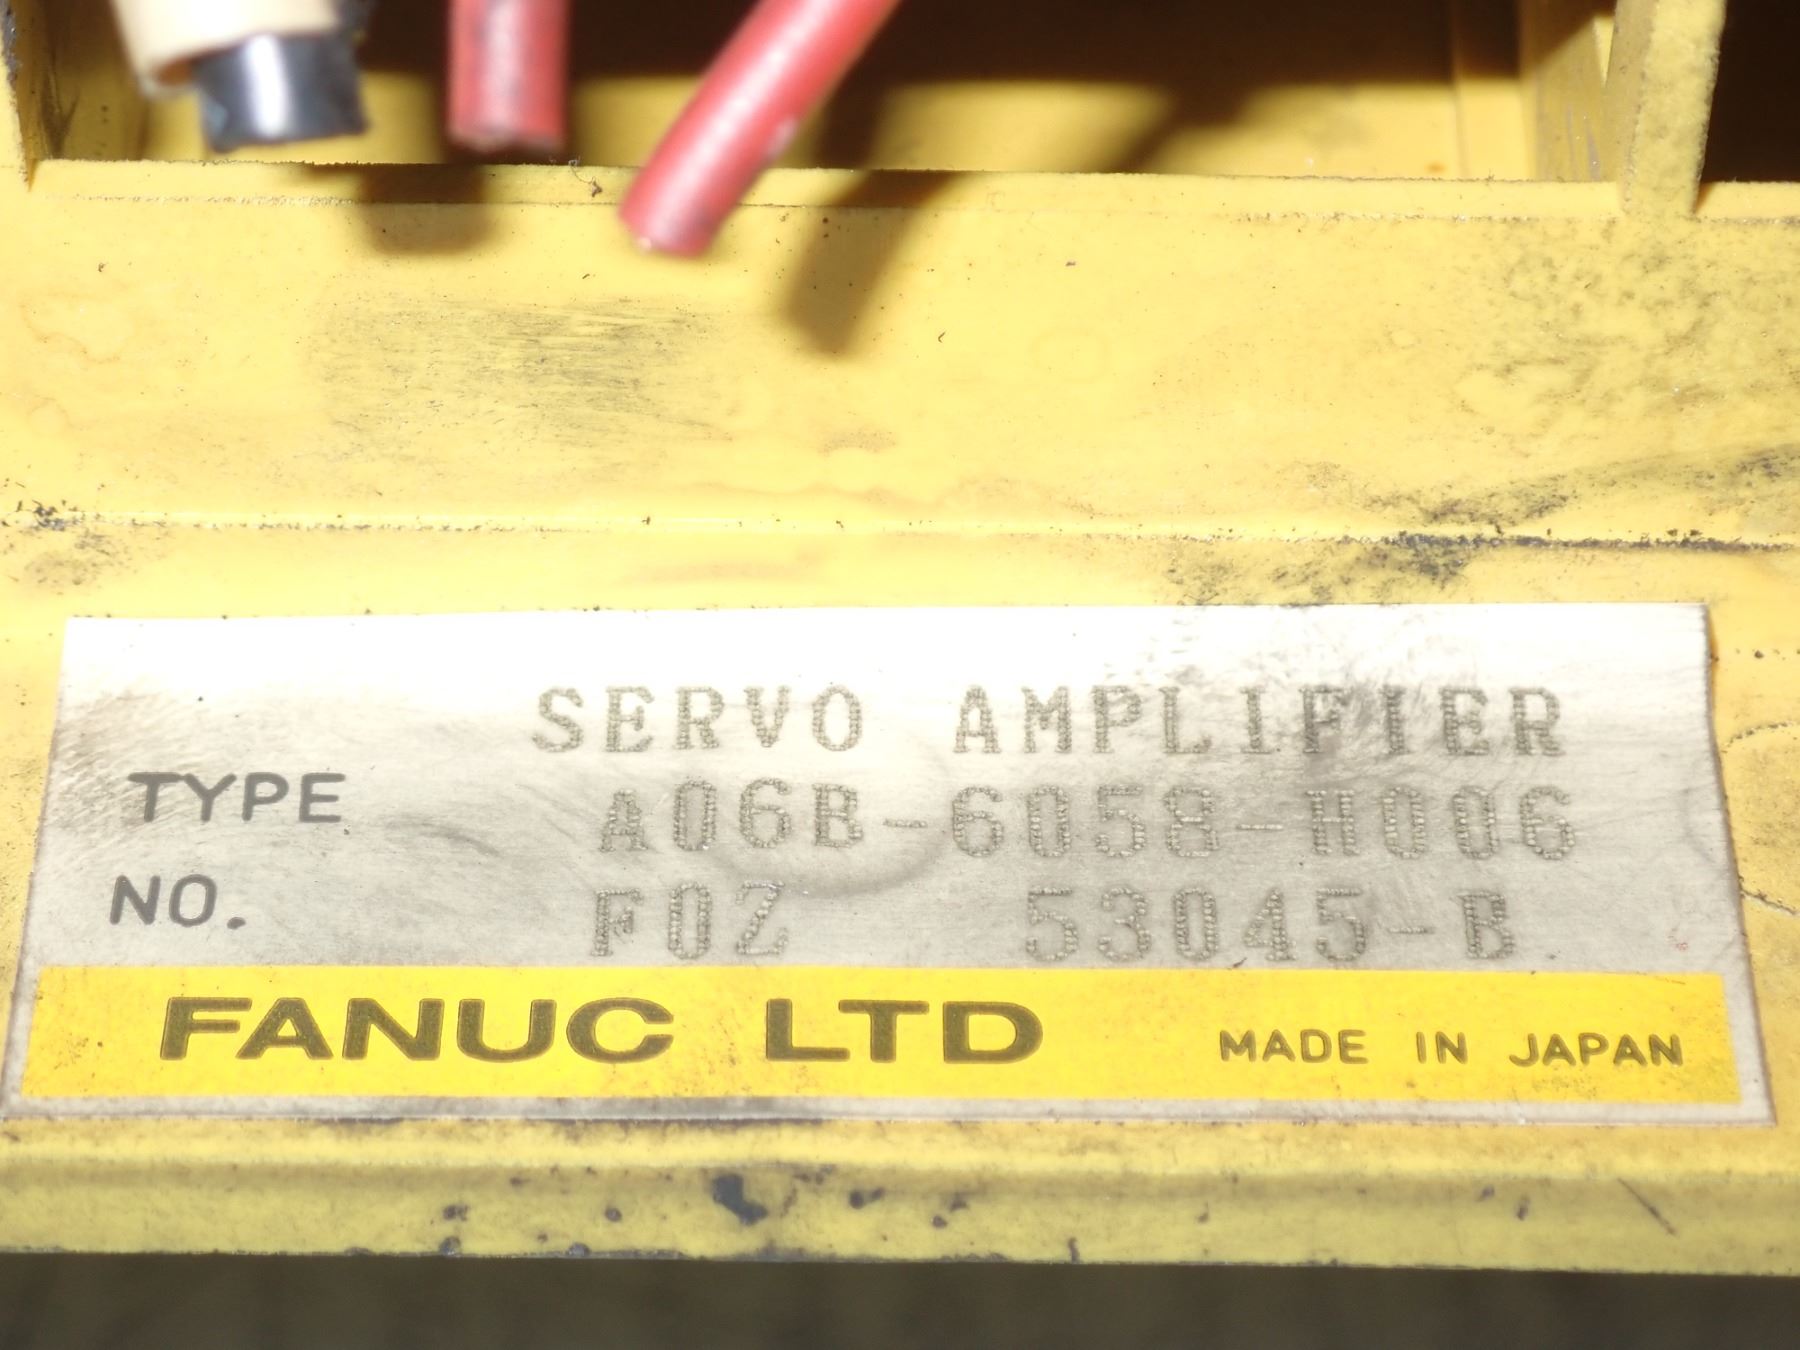 SERVO AMPLIFIER
TYPE A06B-6058-H006
NO. F0Z 53045-B
FANUC LTD MADE IN JAPAN